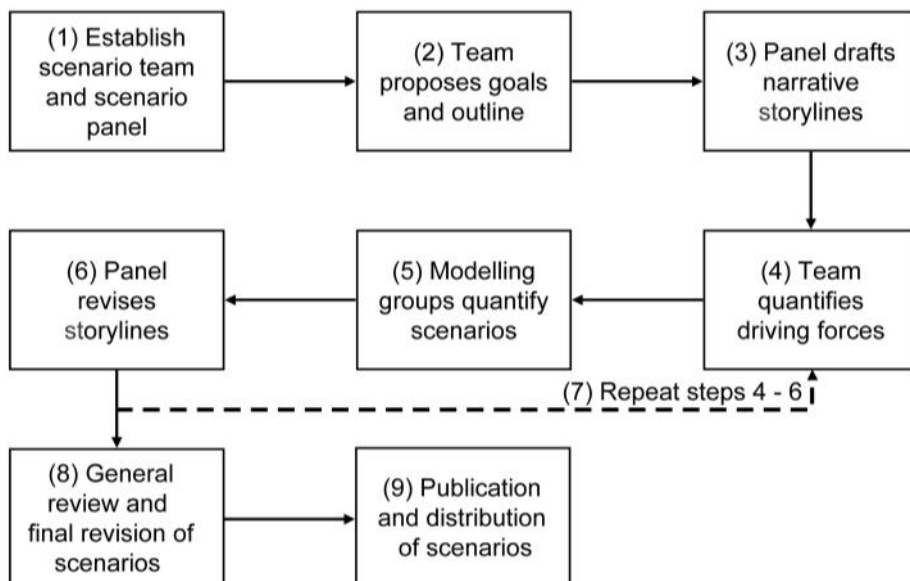 (1) Establish
scenario team
and scenario
panel
(2) Team
proposes goals
and outline
(3) Panel drafts
narrative
storylines
(4) Team
quantifies
driving forces
(5) Modelling
groups quantify
scenarios
(6) Panel
revises
storylines
(7) Repeat steps 4 - 6
(8) General
review and
final revision of
scenarios
(9) Publication
and distribution
of scenarios